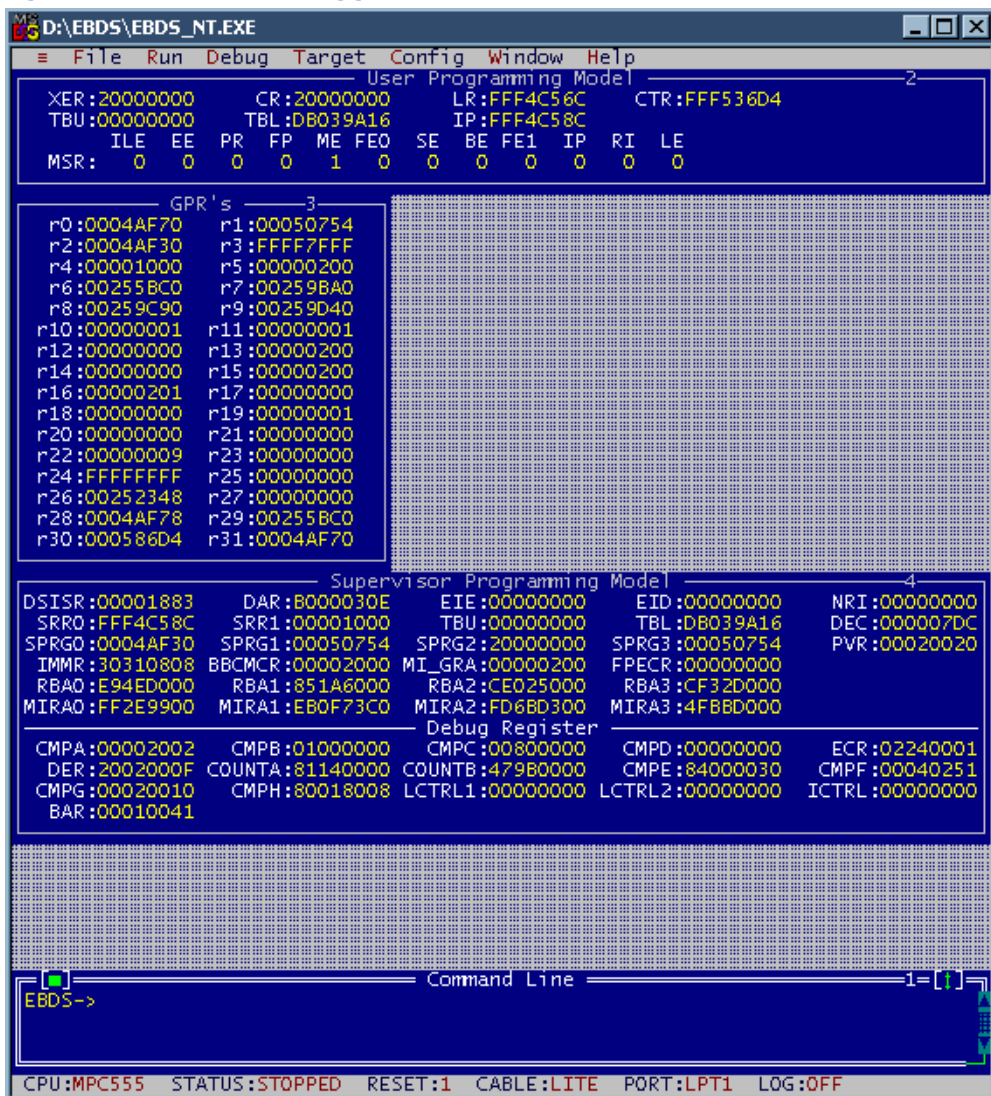 D:\EBDS\EBDS_NT.EXE
≡ File Run Debug Target Config Window Help
User Programming Model 2
XER:20000000 CR:20000000 LR:FFF4C56C CTR:FFF536D4
TBU:00000000 TBL:DB039A16 IP:FFF4C58C
ILE EE PR FP ME FE0 SE BE FE1 IP RI LE
MSR: 0 0 0 0 1 0 0 0 0 0 0 0
GPR's 3
r0:0004AF70 r1:00050754
r2:0004AF30 r3:FFFF7FFF
r4:00001000 r5:00000200
r6:00255BC0 r7:00259BA0
r8:00259C90 r9:00259D40
r10:00000001 r11:00000001
r12:00000000 r13:00000200
r14:00000000 r15:00000200
r16:00000201 r17:00000000
r18:00000000 r19:00000001
r20:00000000 r21:00000000
r22:00000009 r23:00000000
r24:FFFFFFFF r25:00000000
r26:00252348 r27:00000000
r28:0004AF78 r29:00255BC0
r30:000586D4 r31:0004AF70
Supervisor Programming Model 4
DSISR:00001883 DAR:B000030E EIE:00000000 EID:00000000 NRI:00000000
SRR0:FFF4C58C SRR1:00001000 TBU:00000000 TBL:DB039A16 DEC:000007DC
SPRG0:0004AF30 SPRG1:00050754 SPRG2:20000000 SPRG3:00050754 PVR:00020020
IMMR:30310808 BBCMCR:00002000 MI_GRA:00000200 FPECR:00000000
RBA0:E94ED000 RBA1:851A6000 RBA2:CE025000 RBA3:CF32D000
MIRA0:FF2E9900 MIRA1:EB0F73C0 MIRA2:FD6BD300 MIRA3:4FBBD000
Debug Register
CMPA:00002002 CMPB:01000000 CMPC:00800000 CMPD:00000000 ECR:02240001
DER:2002000F COUNTA:81140000 COUNTB:479B0000 CMPE:84000030 CMPF:00040251
CMPG:00020010 CMPH:80018008 LCTRL1:00000000 LCTRL2:00000000 ICTRL:00000000
BAR:00010041
Command Line 1=[↕]
EBDS->
CPU:MPC555 STATUS:STOPPED RESET:1 CABLE:LITE PORT:LPT1 LOG:OFF